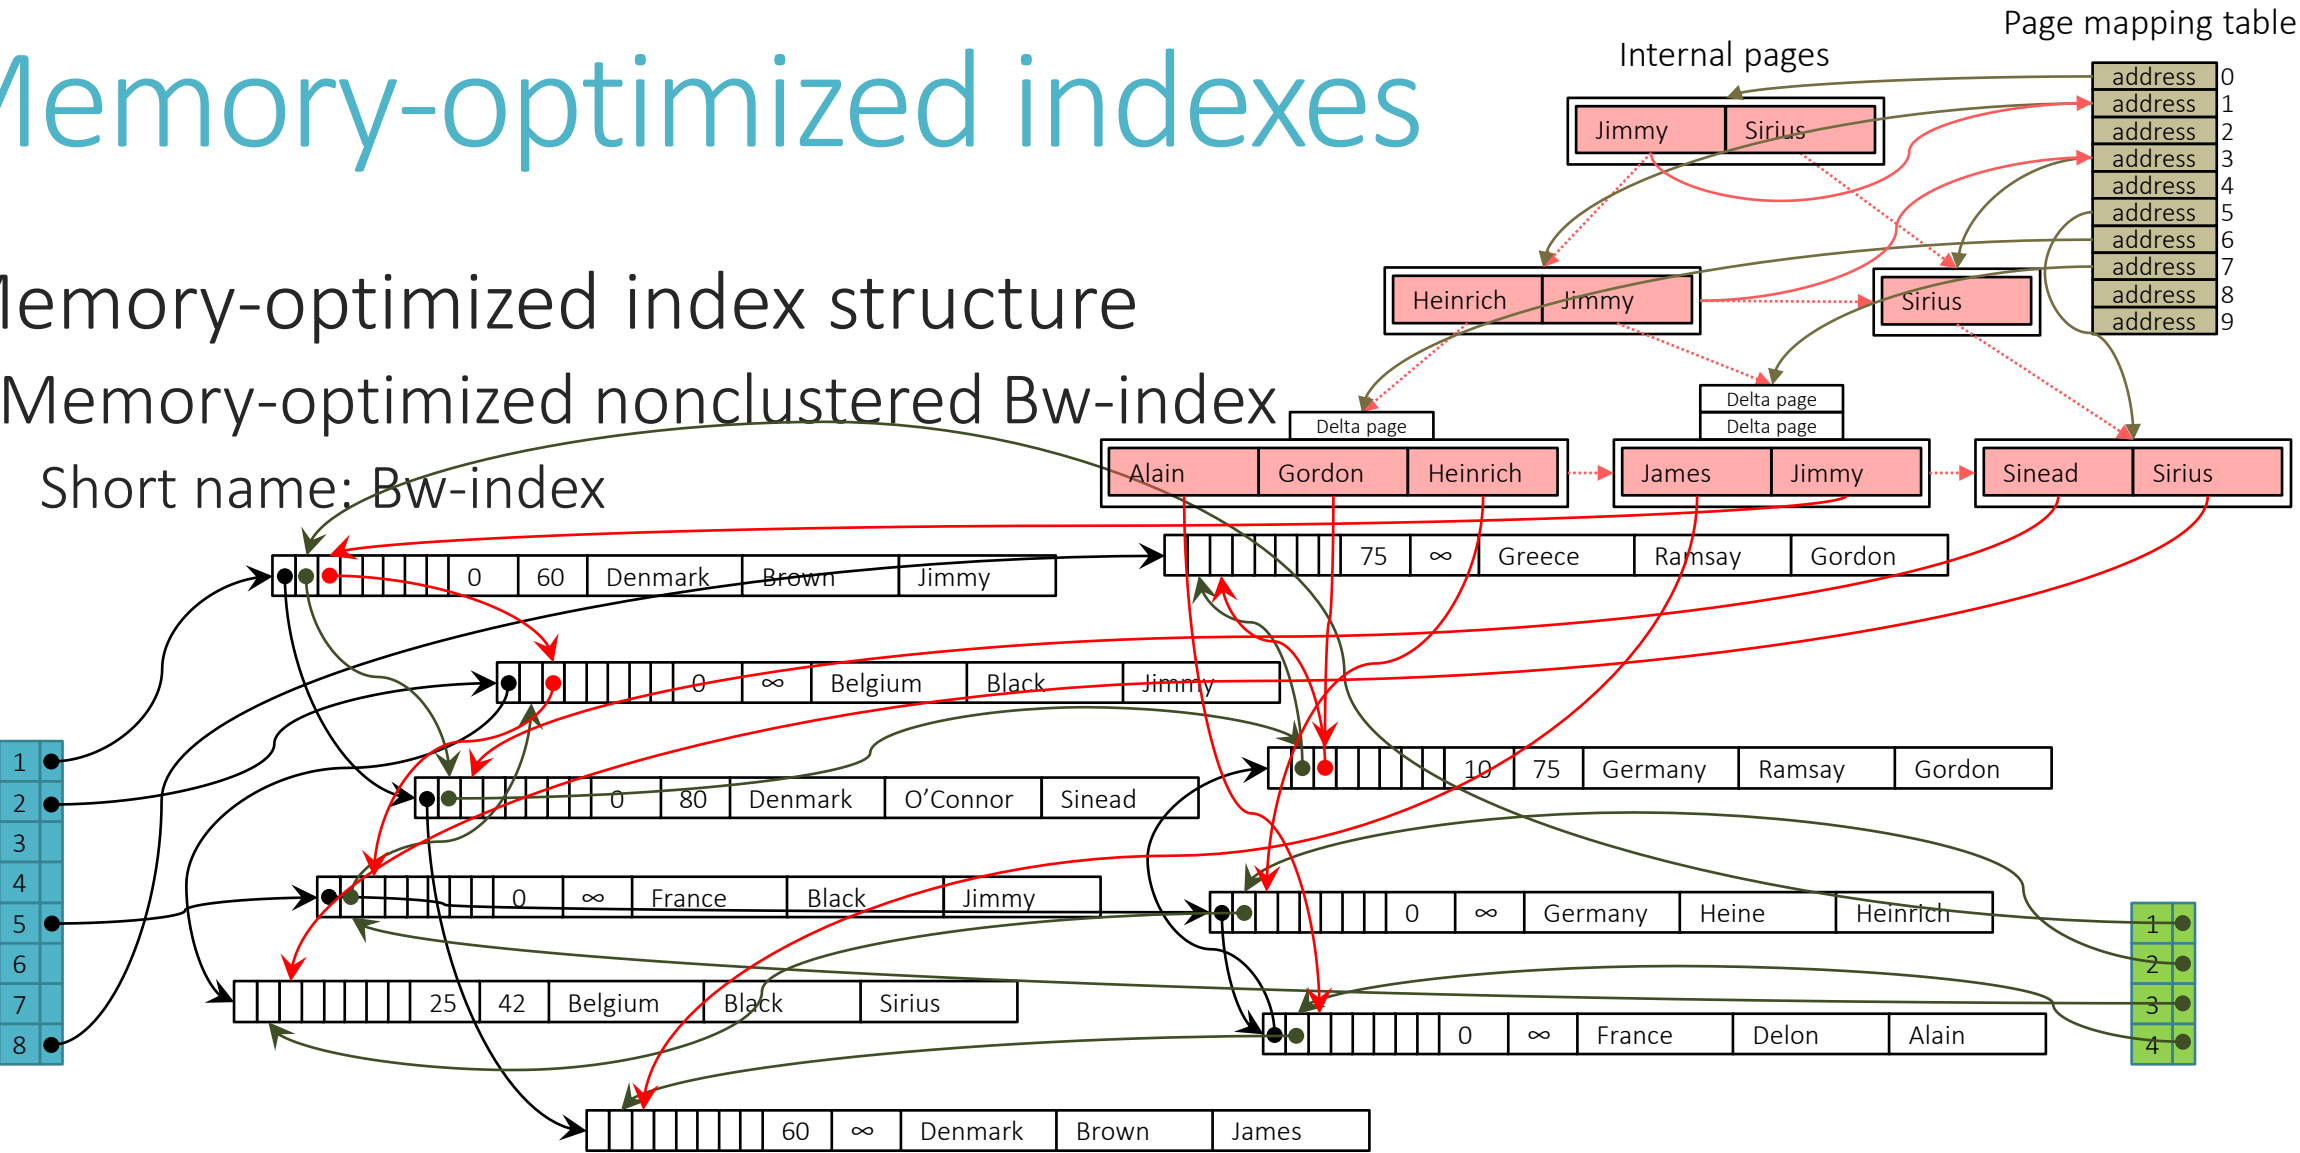 Page mapping table
Internal pages
Memory-optimized indexes
address 0
address 1
address 2
address 3
address 4
address 5
address 6
address 7
address 8
address 9
Jimmy Sirius
Memory-optimized index structure
Heinrich Jimmy
Sirius
Memory-optimized nonclustered Bw-index
Short name: Bw-index
Delta page
Delta page
Delta page
Alain Gordon Heinrich
James Jimmy
Sinead Sirius
0 60 Denmark Brown Jimmy
75 ∞ Greece Ramsay Gordon
0 ∞ Belgium Black Jimmy
10 75 Germany Ramsay Gordon
0 80 Denmark O’Connor Sinead
0 ∞ France Black Jimmy
0 ∞ Germany Heine Heinrich
25 42 Belgium Black Sirius
0 ∞ France Delon Alain
60 ∞ Denmark Brown James
1
2
3
4
5
6
7
8
1
2
3
4